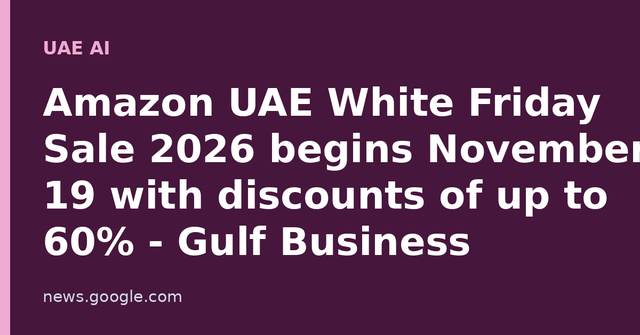 UAE AI
Amazon UAE White Friday
Sale 2026 begins November
19 with discounts of up to
60% - Gulf Business
news.google.com